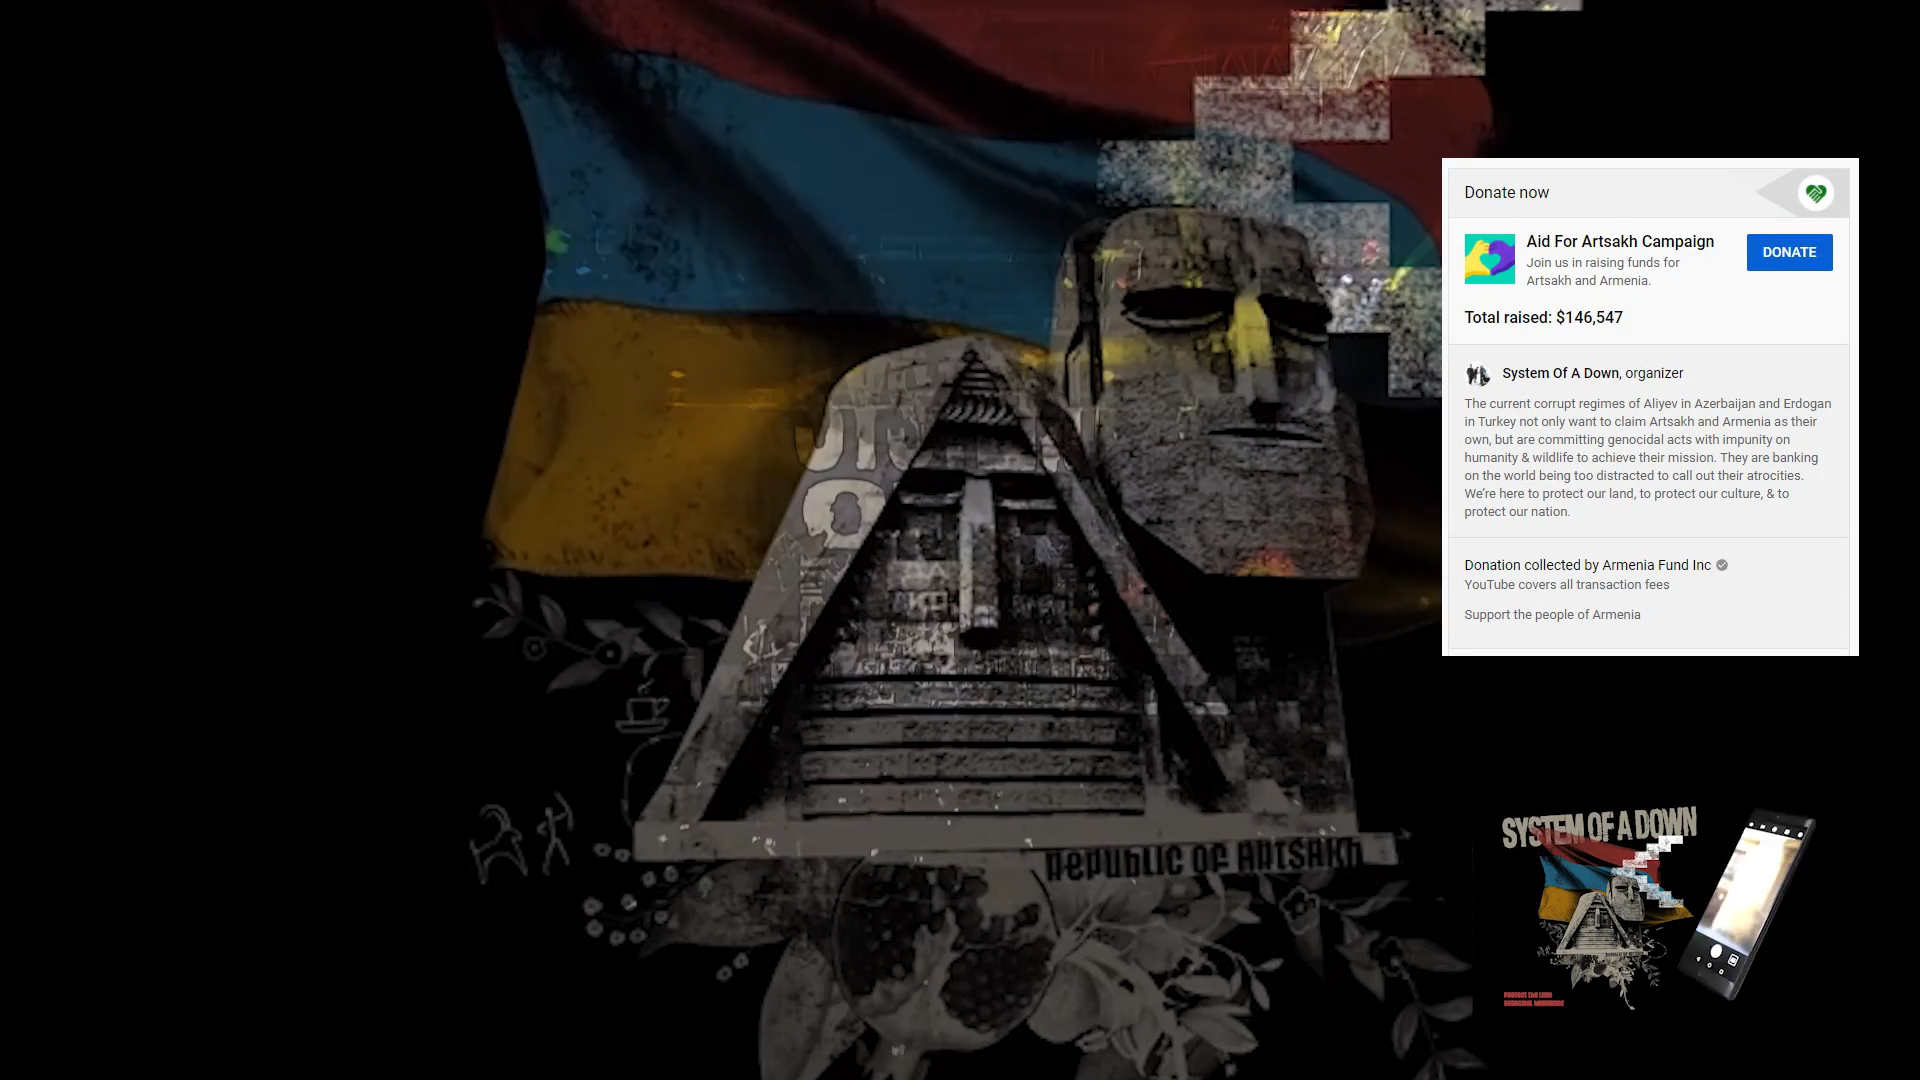 Donate now
Aid For Artsakh Campaign
Join us in raising funds for
Artsakh and Armenia.
DONATE
Total raised: $146,547
System Of A Down, organizer
The current corrupt regimes of Aliyev in Azerbaijan and Erdogan
in Turkey not only want to claim Artsakh and Armenia as their
own, but are committing genocidal acts with impunity on
humanity & wildlife to achieve their mission. They are banking
on the world being too distracted to call out their atrocities.
We're here to protect our land, to protect our culture, & to
protect our nation.
Donation collected by Armenia Fund Inc
YouTube covers all transaction fees
Support the people of Armenia
REPUBLIC OF ARTSAKH
SYSTEM OF A DOWN
PROTECT THE LAND